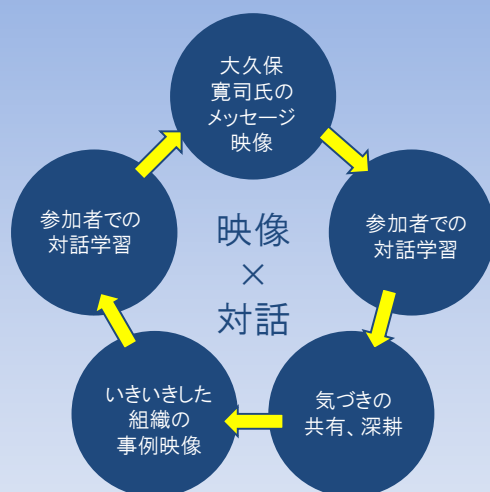 大久保
寛司氏の
メッセージ
映像
参加者での
対話学習
気づきの
共有、深耕
いきいきした
組織の
事例映像
参加者での
対話学習
映像
×
対話